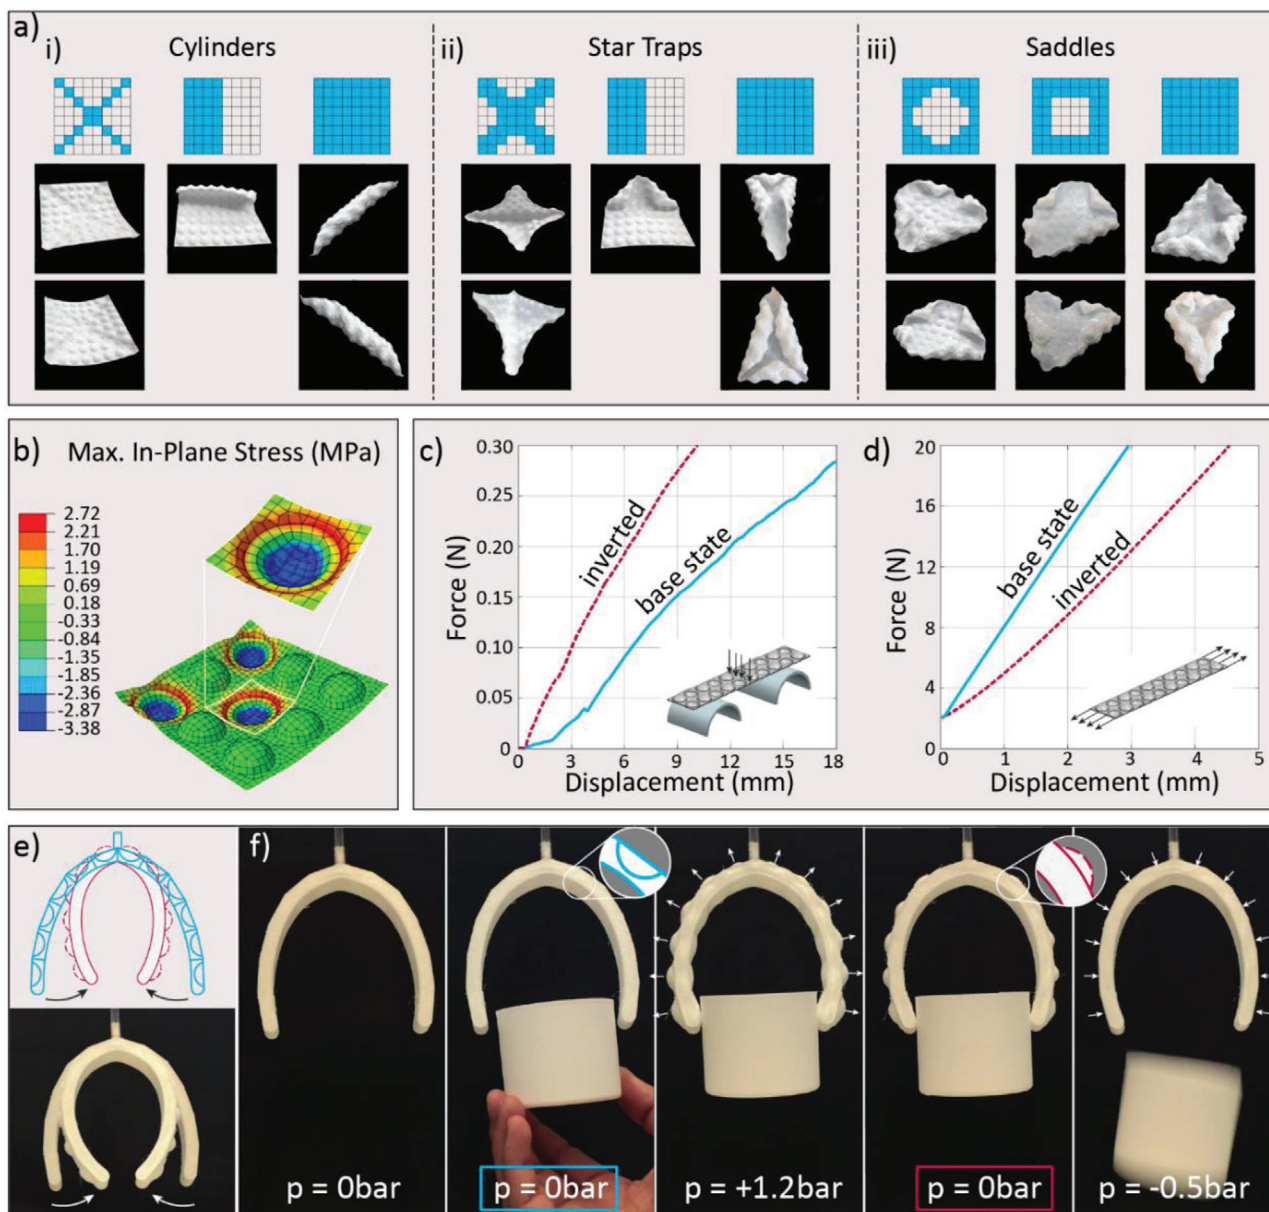 a)
i) Cylinders
ii) Star Traps
iii) Saddles
b) Max. In-Plane Stress (MPa)
2.72
2.21
1.70
1.19
0.69
0.18
-0.33
-0.84
-1.35
-1.85
-2.36
-2.87
-3.38
c)
Force (N)
0.30
0.25
0.20
0.15
0.10
0.05
0
0 3 6 9 12 15 18
Displacement (mm)
inverted
base state
d)
Force (N)
20
16
12
8
4
0
0 1 2 3 4 5
Displacement (mm)
base state
inverted
e)
f)
p = 0bar
p = 0bar
p = +1.2bar
p = 0bar
p = -0.5bar